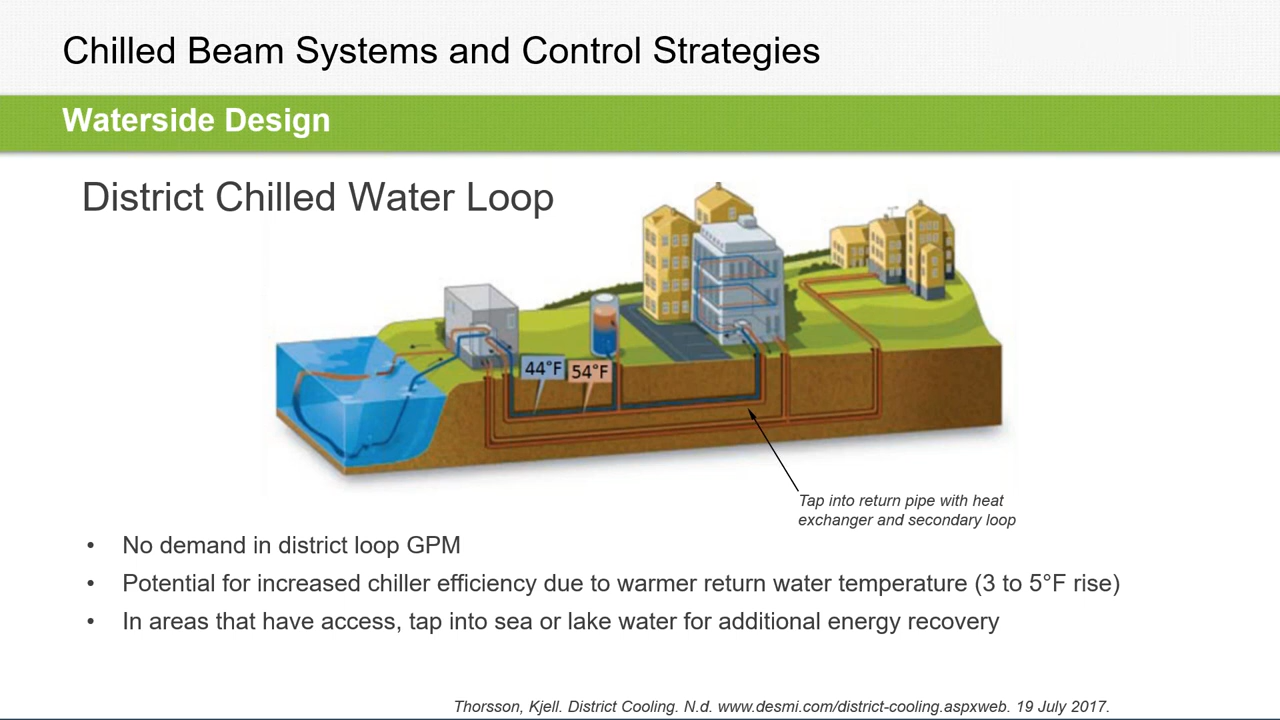 Chilled Beam Systems and Control Strategies
Waterside Design
District Chilled Water Loop
44°F
54°F
Tap into return pipe with heat
exchanger and secondary loop
• No demand in district loop GPM
• Potential for increased chiller efficiency due to warmer return water temperature (3 to 5°F rise)
• In areas that have access, tap into sea or lake water for additional energy recovery
Thorsson, Kjell. District Cooling. N.d. www.desmi.com/district-cooling.aspxweb. 19 July 2017.